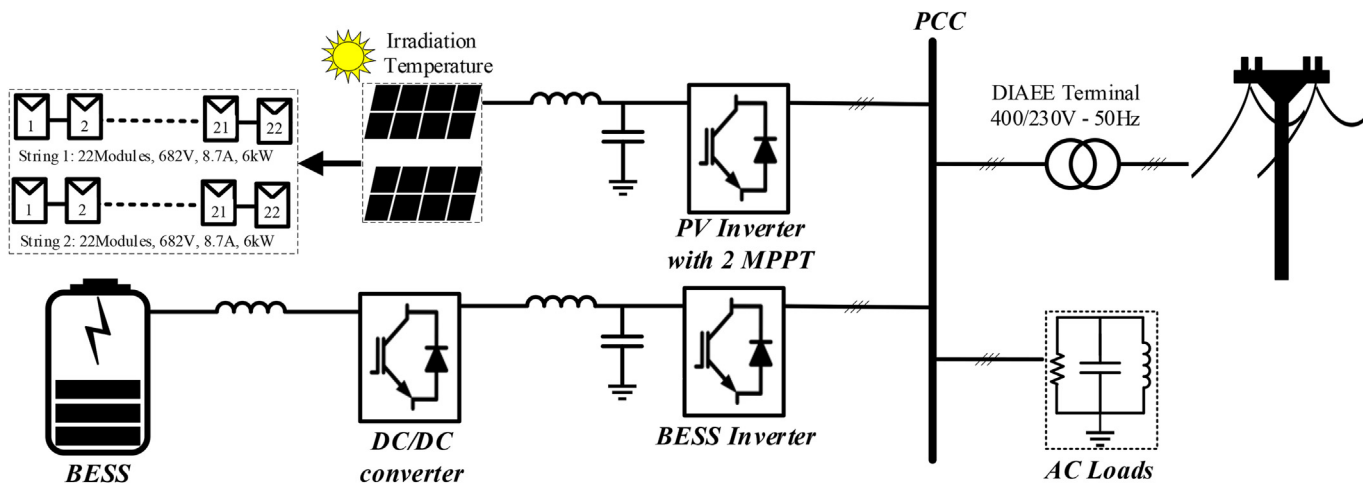 PCC
Irradiation
Temperature
DIAEE Terminal
400/230V - 50Hz
1 2 21 22
String 1: 22Modules, 682V, 8.7A, 6kW
1 2 21 22
String 2: 22Modules, 682V, 8.7A, 6kW
PV Inverter
with 2 MPPT
BESS
DC/DC
converter
BESS Inverter
AC Loads